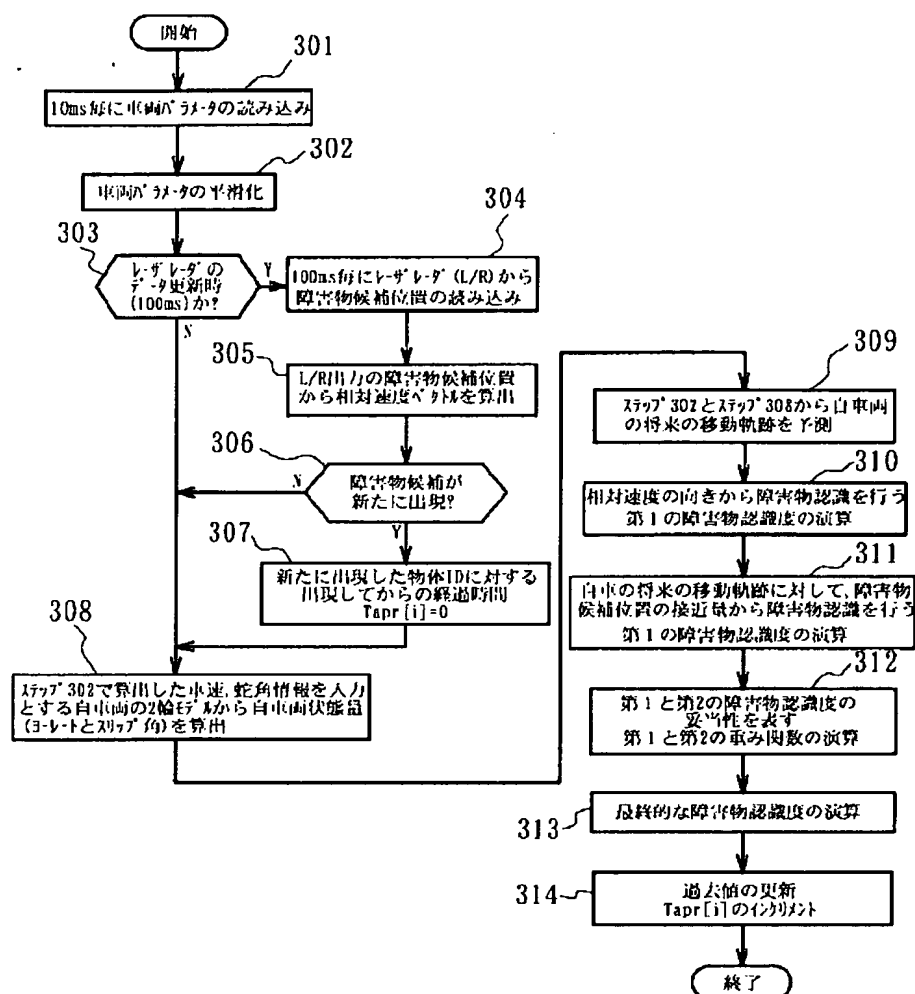 開始
301
10ms毎に車両パラメータの読み込み
302
車両パラメータの平滑化
303
レーザレーダの
データ更新時
(100ms)か?
Y
N
304
100ms毎にレーザレーダ(L/R)から
障害物候補位置の読み込み
305
L/R出力の障害物候補位置
から相対速度ベクトルを算出
306
障害物候補が
新たに出現?
N
Y
307
新たに出現した物体IDに対する
出現してからの経過時間
Tapr[i]=0
308
ステップ302で算出した車速,蛇角情報を入力
とする自車両の2輪モデルから自車両状態量
(ヨーレートとスリップ角)を算出
309
ステップ302とステップ308から自車両
の将来の移動軌跡を予測
310
相対速度の向きから障害物認識を行う
第1の障害物認識度の演算
311
自車の将来の移動軌跡に対して,障害物
候補位置の接近量から障害物認識を行う
第1の障害物認識度の演算
312
第1と第2の障害物認識度の
妥当性を表す
第1と第2の重み関数の演算
313
最終的な障害物認識度の演算
314
過去値の更新
Tapr[i]のインクリメント
終了